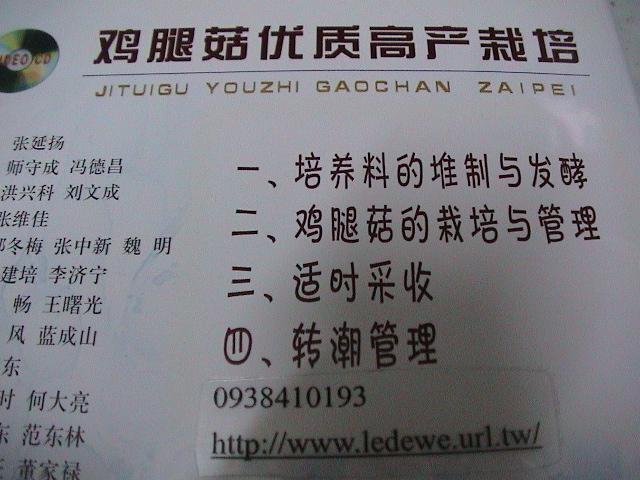 VIDEO CD
鸡腿菇优质高产栽培
JITUIGU YOUZHI GAOCHAN ZAIPEI
张延扬
师守成 冯德昌
洪兴科 刘文成
张维佳
冬梅 张中新 魏 明
建培 李济宁
畅 王曙光
风 蓝成山
东
时 何大亮
东 范东林
董家禄
一、培养料的堆制与发酵
二、鸡腿菇的栽培与管理
三、适时采收
四、转潮管理
0938410193
http://www.ledewe.url.tw/